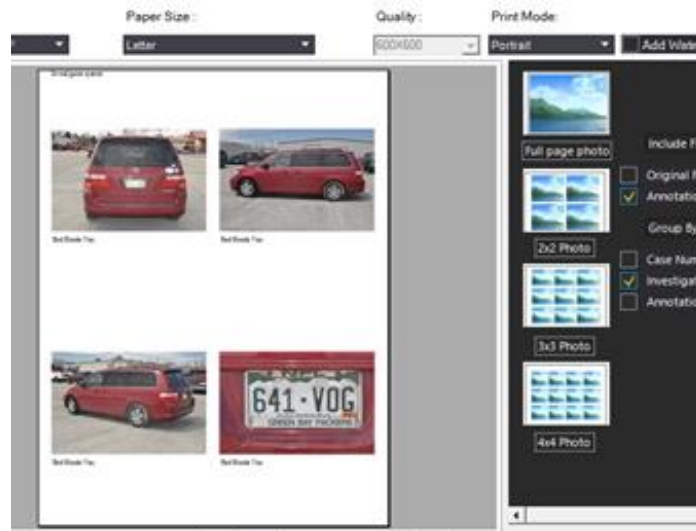 Paper Size :
Quality :
Print Mode:
Letter
600X600
Portrait
Add Wate
Full page photo
Include F
Original F
Annotatio
2x2 Photo
Group By
Case Num
Investigat
Annotatio
3x3 Photo
4x4 Photo
641·VOG
GREEN BAY PACKERS